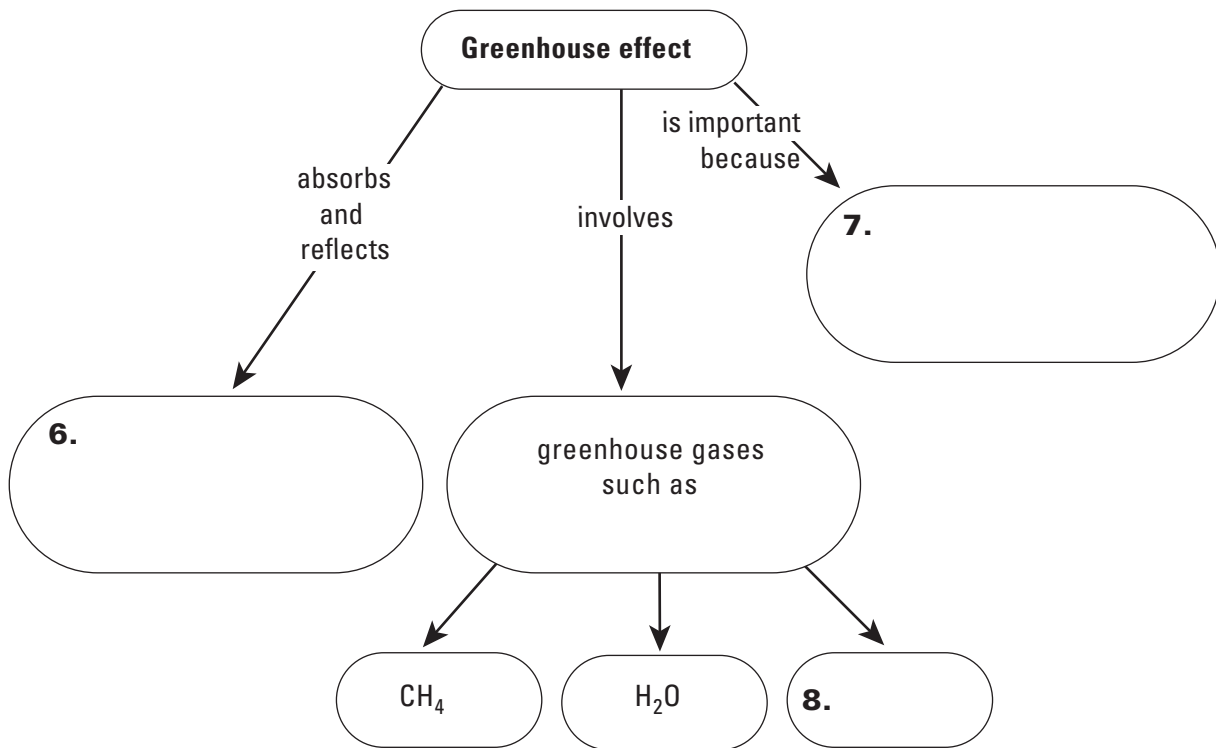 Greenhouse effect
is important
because
absorbs
and
reflects
involves
7.
6.
greenhouse gases
such as
CH₄
H₂O
8.